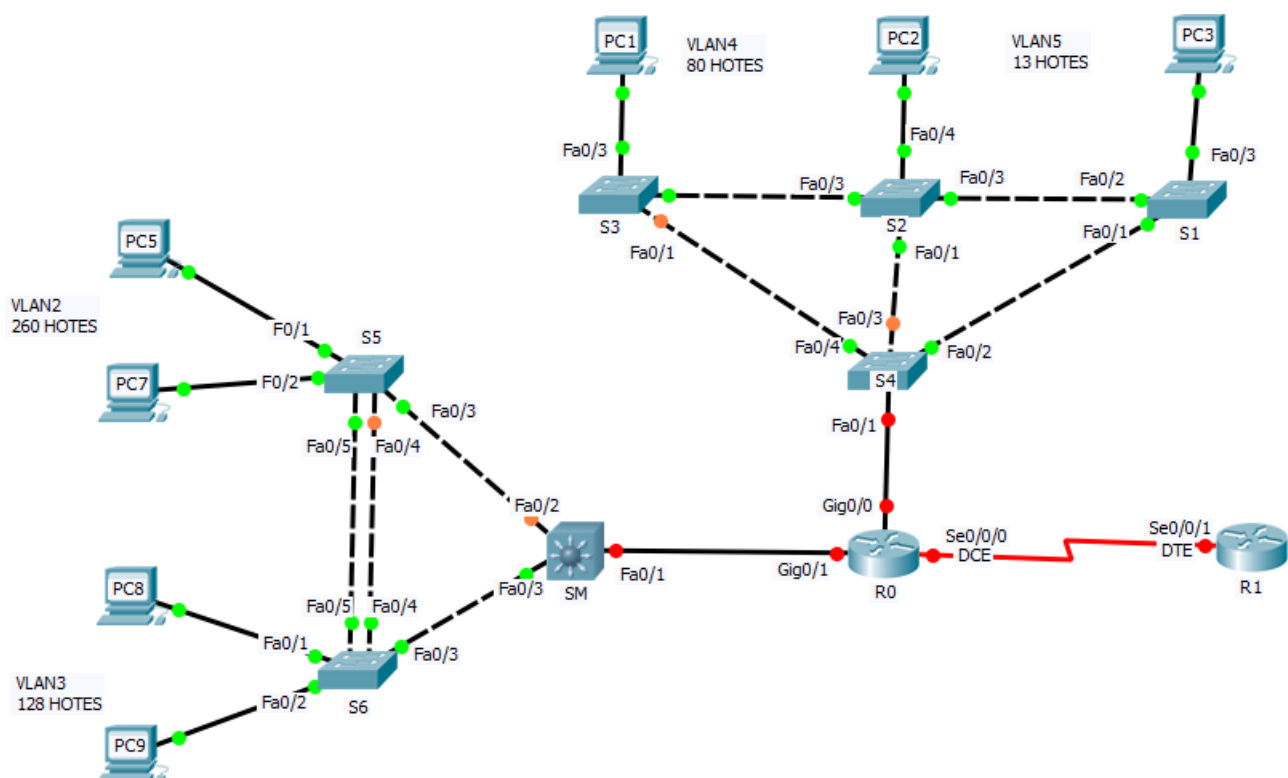 PC1
VLAN4
80 HOTES
PC2
VLAN5
13 HOTES
PC3
Fa0/3
Fa0/4
Fa0/3
Fa0/3
Fa0/3
Fa0/2
S3
S2
S1
Fa0/1
Fa0/1
Fa0/1
PC5
VLAN2
260 HOTES
F0/1
S5
Fa0/3
Fa0/4
Fa0/2
S4
PC7
F0/2
Fa0/3
Fa0/1
Fa0/5
Fa0/4
Fa0/2
Gig0/0
Se0/0/0
DCE
Se0/0/1
DTE
SM
Fa0/1
Gig0/1
R0
R1
PC8
Fa0/5
Fa0/4
Fa0/3
Fa0/1
Fa0/3
VLAN3
128 HOTES
Fa0/2
S6
PC9